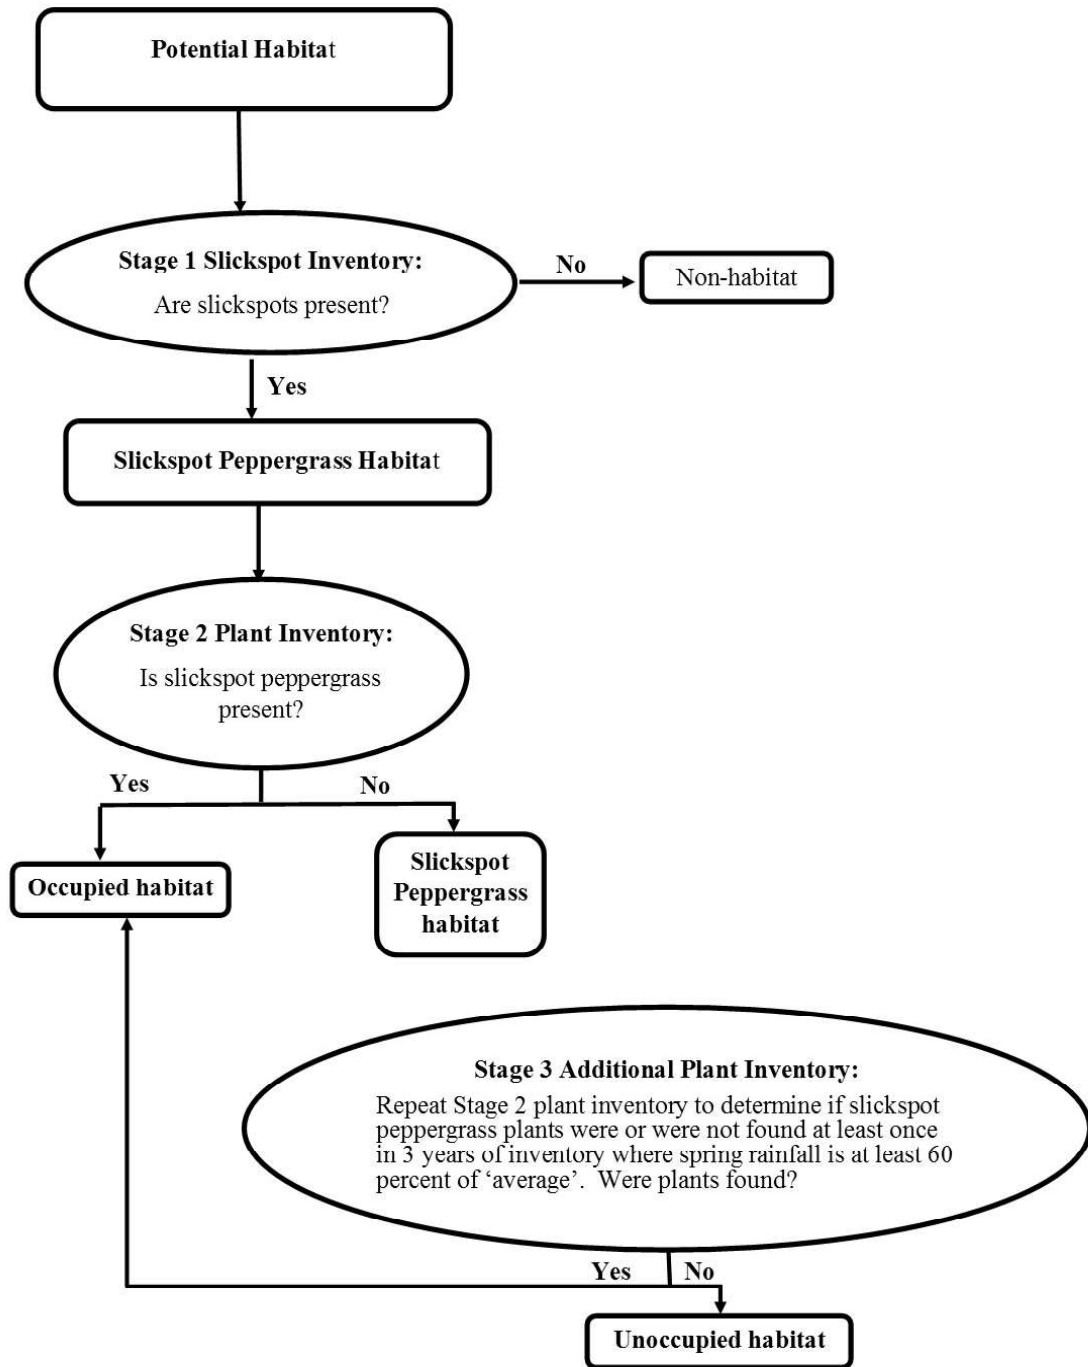 Potential Habitat
Stage 1 Slickspot Inventory:
Are slickspots present?
No
Non-habitat
Yes
Slickspot Peppergrass Habitat
Stage 2 Plant Inventory:
Is slickspot peppergrass
present?
Yes
No
Occupied habitat
Slickspot
Peppergrass
habitat
Stage 3 Additional Plant Inventory:
Repeat Stage 2 plant inventory to determine if slickspot
peppergrass plants were or were not found at least once
in 3 years of inventory where spring rainfall is at least 60
percent of ‘average’.  Were plants found?
Yes
No
Unoccupied habitat